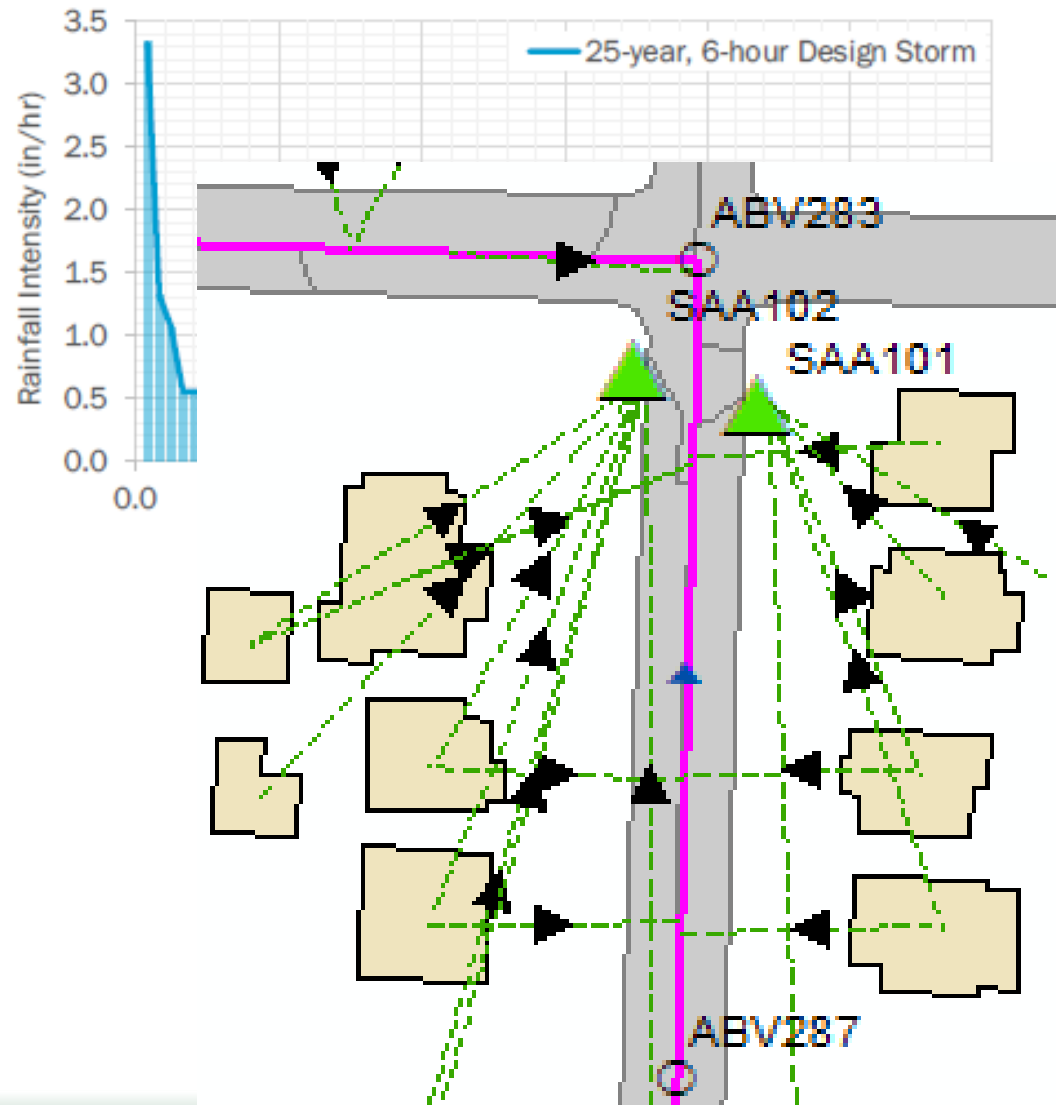 3.5
3.0
2.5
2.0
1.5
1.0
0.5
0.0
0.0
Rainfall Intensity (in/hr)
25-year, 6-hour Design Storm
ABV283
SAA102
SAA101
ABV287